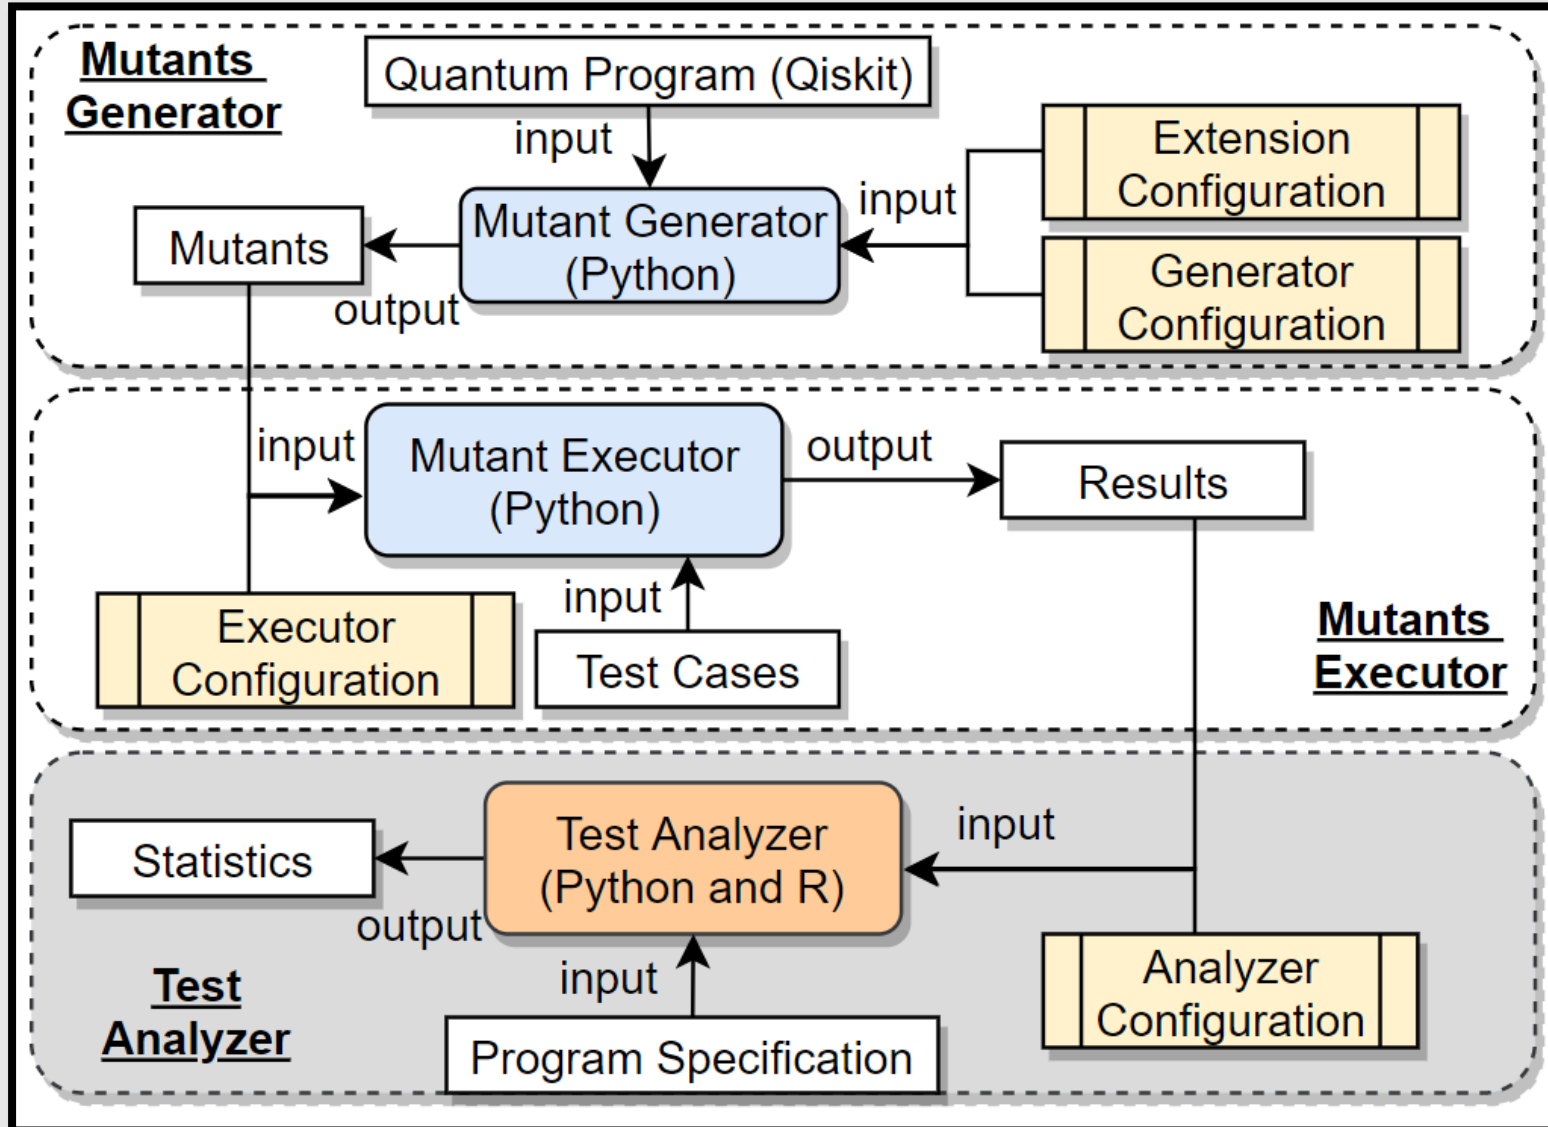 Mutants
Generator
Quantum Program (Qiskit)
input
Extension
Configuration
input
Mutant Generator
(Python)
Mutants
output
Generator
Configuration
input
Mutant Executor
(Python)
output
Results
input
Executor
Configuration
Test Cases
Mutants
Executor
Test Analyzer
(Python and R)
input
Statistics
output
input
Analyzer
Configuration
Test
Analyzer
Program Specification